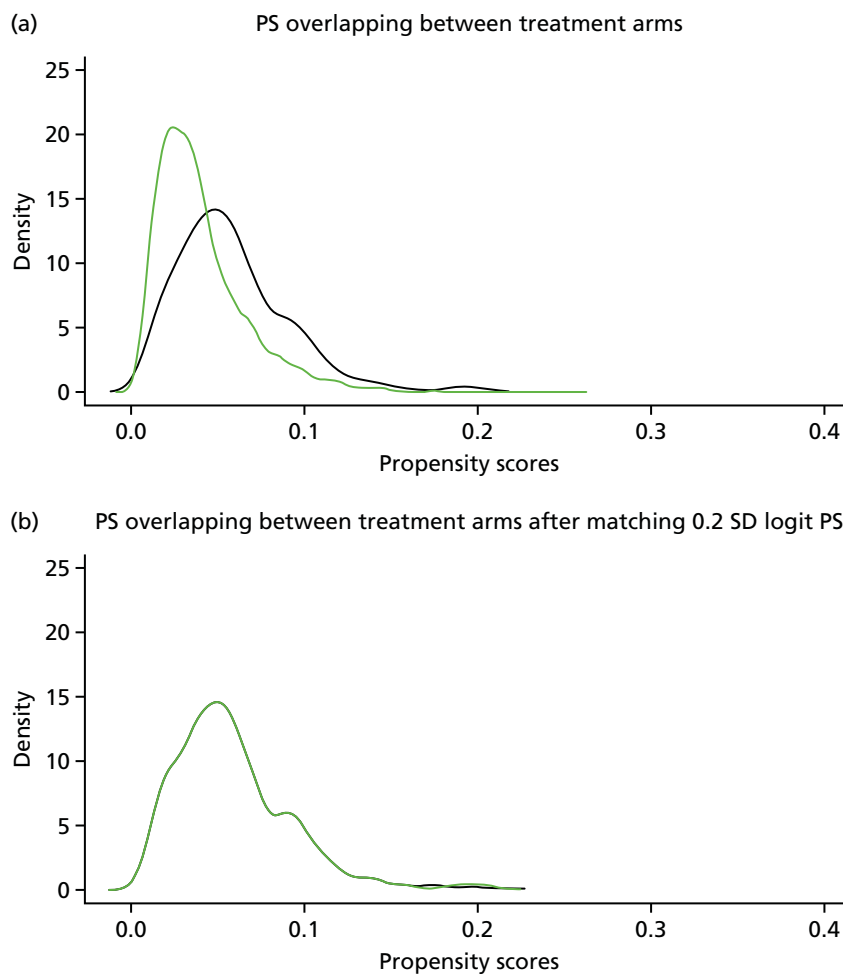 (a) PS overlapping between treatment arms
25
20
15
10
5
0
Density
0.0 0.1 0.2 0.3 0.4
Propensity scores
(b) PS overlapping between treatment arms after matching 0.2 SD logit PS
25
20
15
10
5
0
Density
0.0 0.1 0.2 0.3 0.4
Propensity scores